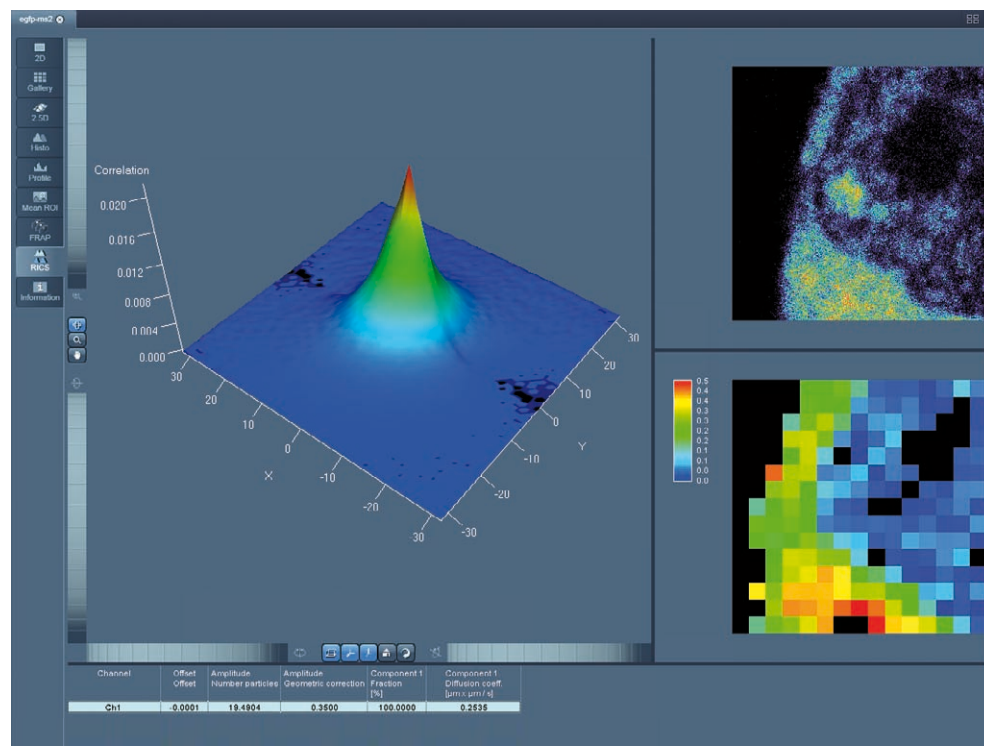 egfp-ms2
2D
Gallery
2.5D
Histo
Profile
Mean ROI
FRAP
RICS
Information
Correlation
0.020
0.016
0.012
0.008
0.004
0.000
30
20
10
0
-10
-20
-30
X
30
20
10
0
-10
-20
-30
Y
0.5
0.4
0.4
0.3
0.3
0.2
0.2
0.1
0.1
0.0
0.0
Channel Offset Amplitude Amplitude Component 1 Component 1
Offset Number particles Geometric correction Fraction Diffusion coeff.
[%] [µm x µm / s]
Ch1 -0.0001 19.4904 0.3500 100.0000 0.2535